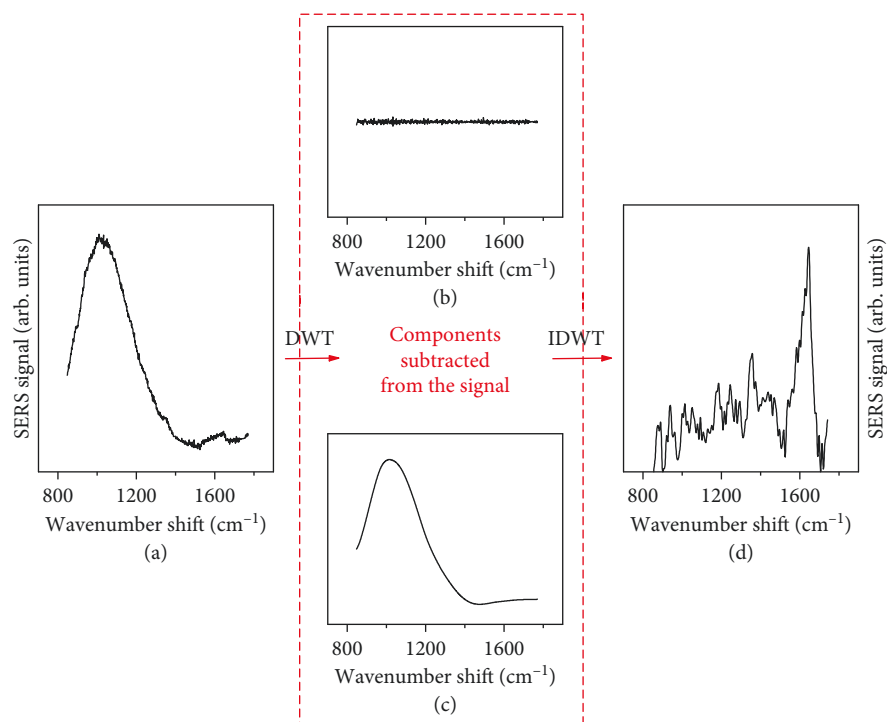 800 1200 1600
Wavenumber shift (cm⁻¹)
(b)
SERS signal (arb. units)
800 1200 1600
Wavenumber shift (cm⁻¹)
(a)
DWT
Components
subtracted
from the signal
IDWT
800 1200 1600
Wavenumber shift (cm⁻¹)
(c)
800 1200 1600
Wavenumber shift (cm⁻¹)
(d)
SERS signal (arb. units)